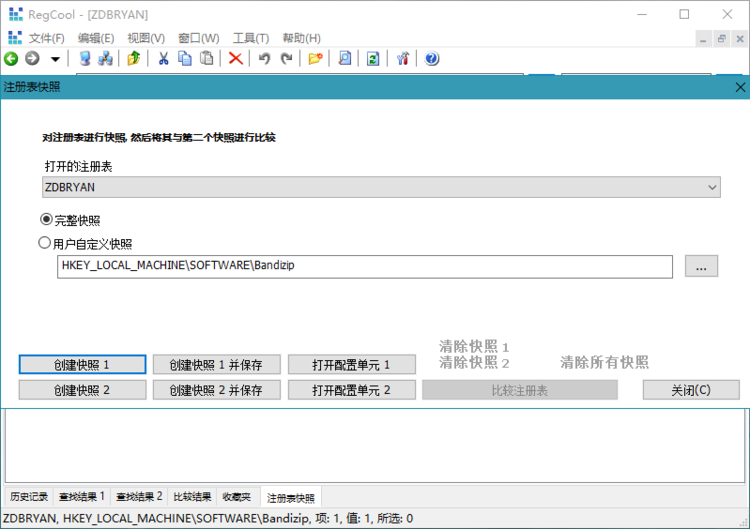 RegCool - [ZDBRYAN]
文件(F) 编辑(E) 视图(V) 窗口(W) 工具(T) 帮助(H)
注册表快照
对注册表进行快照, 然后将其与第二个快照进行比较
打开的注册表
ZDBRYAN
完整快照
用户自定义快照
HKEY_LOCAL_MACHINE\SOFTWARE\Bandizip
...
清除快照 1
创建快照 1 创建快照 1 并保存 打开配置单元 1
清除快照 2 清除所有快照
创建快照 2 创建快照 2 并保存 打开配置单元 2 比较注册表 关闭(C)
历史记录 查找结果 1 查找结果 2 比较结果 收藏夹 注册表快照
ZDBRYAN, HKEY_LOCAL_MACHINE\SOFTWARE\Bandizip, 项: 1, 值: 1, 所选: 0